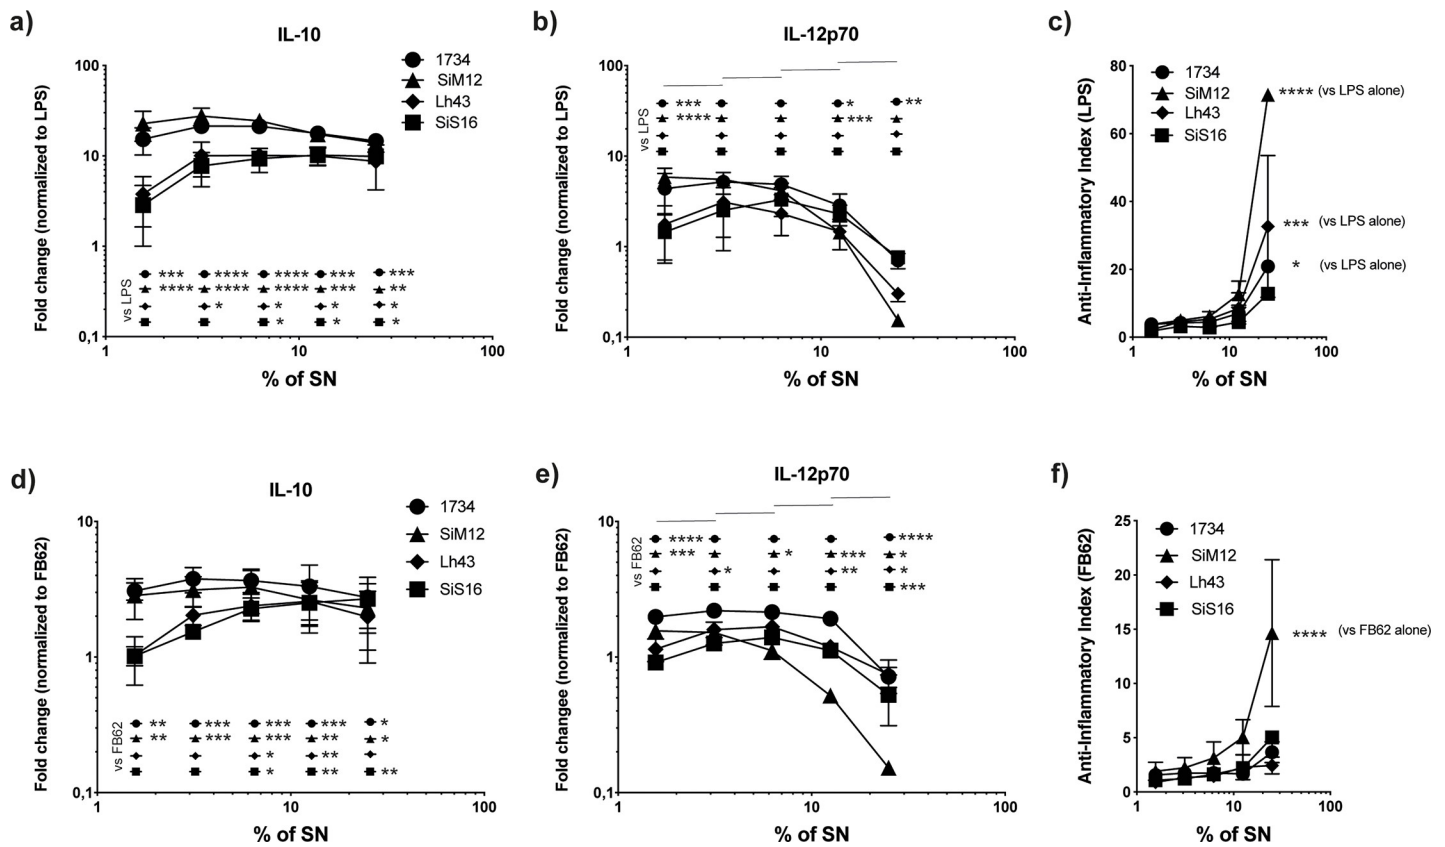 a)
IL-10
Fold change (normalized to LPS)
100
10
1
0,1
1734
SiM12
Lh43
SiS16
vs LPS
*** **** **** *** ***
**** **** **** *** **
* * * *
* * *
1 10 100
% of SN
b)
IL-12p70
Fold change (normalized to LPS)
100
10
1
0,1
vs LPS
*** * **
**** ***
1 10 100
% of SN
c)
Anti-Inflammatory Index (LPS)
80
60
40
20
0
1734
SiM12
Lh43
SiS16
**** (vs LPS alone)
*** (vs LPS alone)
* (vs LPS alone)
1 10 100
% of SN
d)
IL-10
Fold change (normalized to FB62)
10
1
0,1
1734
SiM12
Lh43
SiS16
vs FB62
** *** *** *** *
** *** *** ** *
* **
* ** **
1 10 100
% of SN
e)
IL-12p70
Fold changee (normalized to FB62)
10
1
0,1
vs FB62
**** ****
*** * *** *
* ** *
***
1 10 100
% of SN
f)
Anti-Inflammatory Index (FB62)
25
20
15
10
5
0
1734
SiM12
Lh43
SiS16
**** (vs FB62 alone)
1 10 100
% of SN